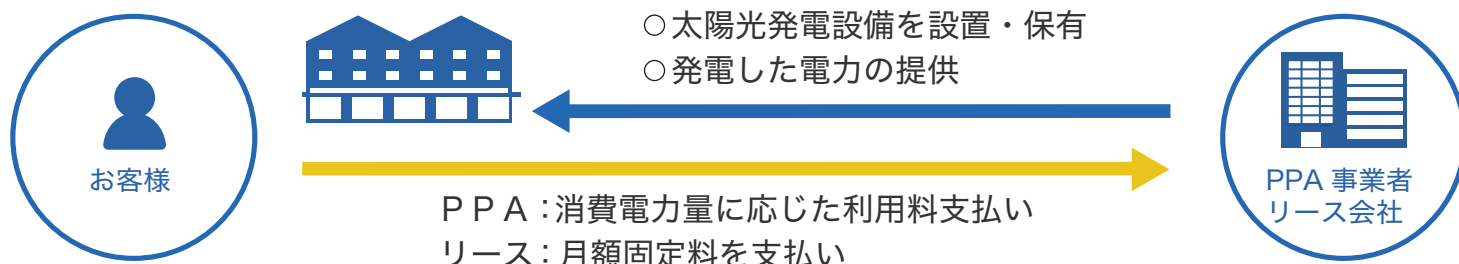 ○太陽光発電設備を設置・保有
○発電した電力の提供
お客様
PPA 事業者
リース会社
ＰＰＡ：消費電力量に応じた利用料支払い
リース：月額固定料を支払い